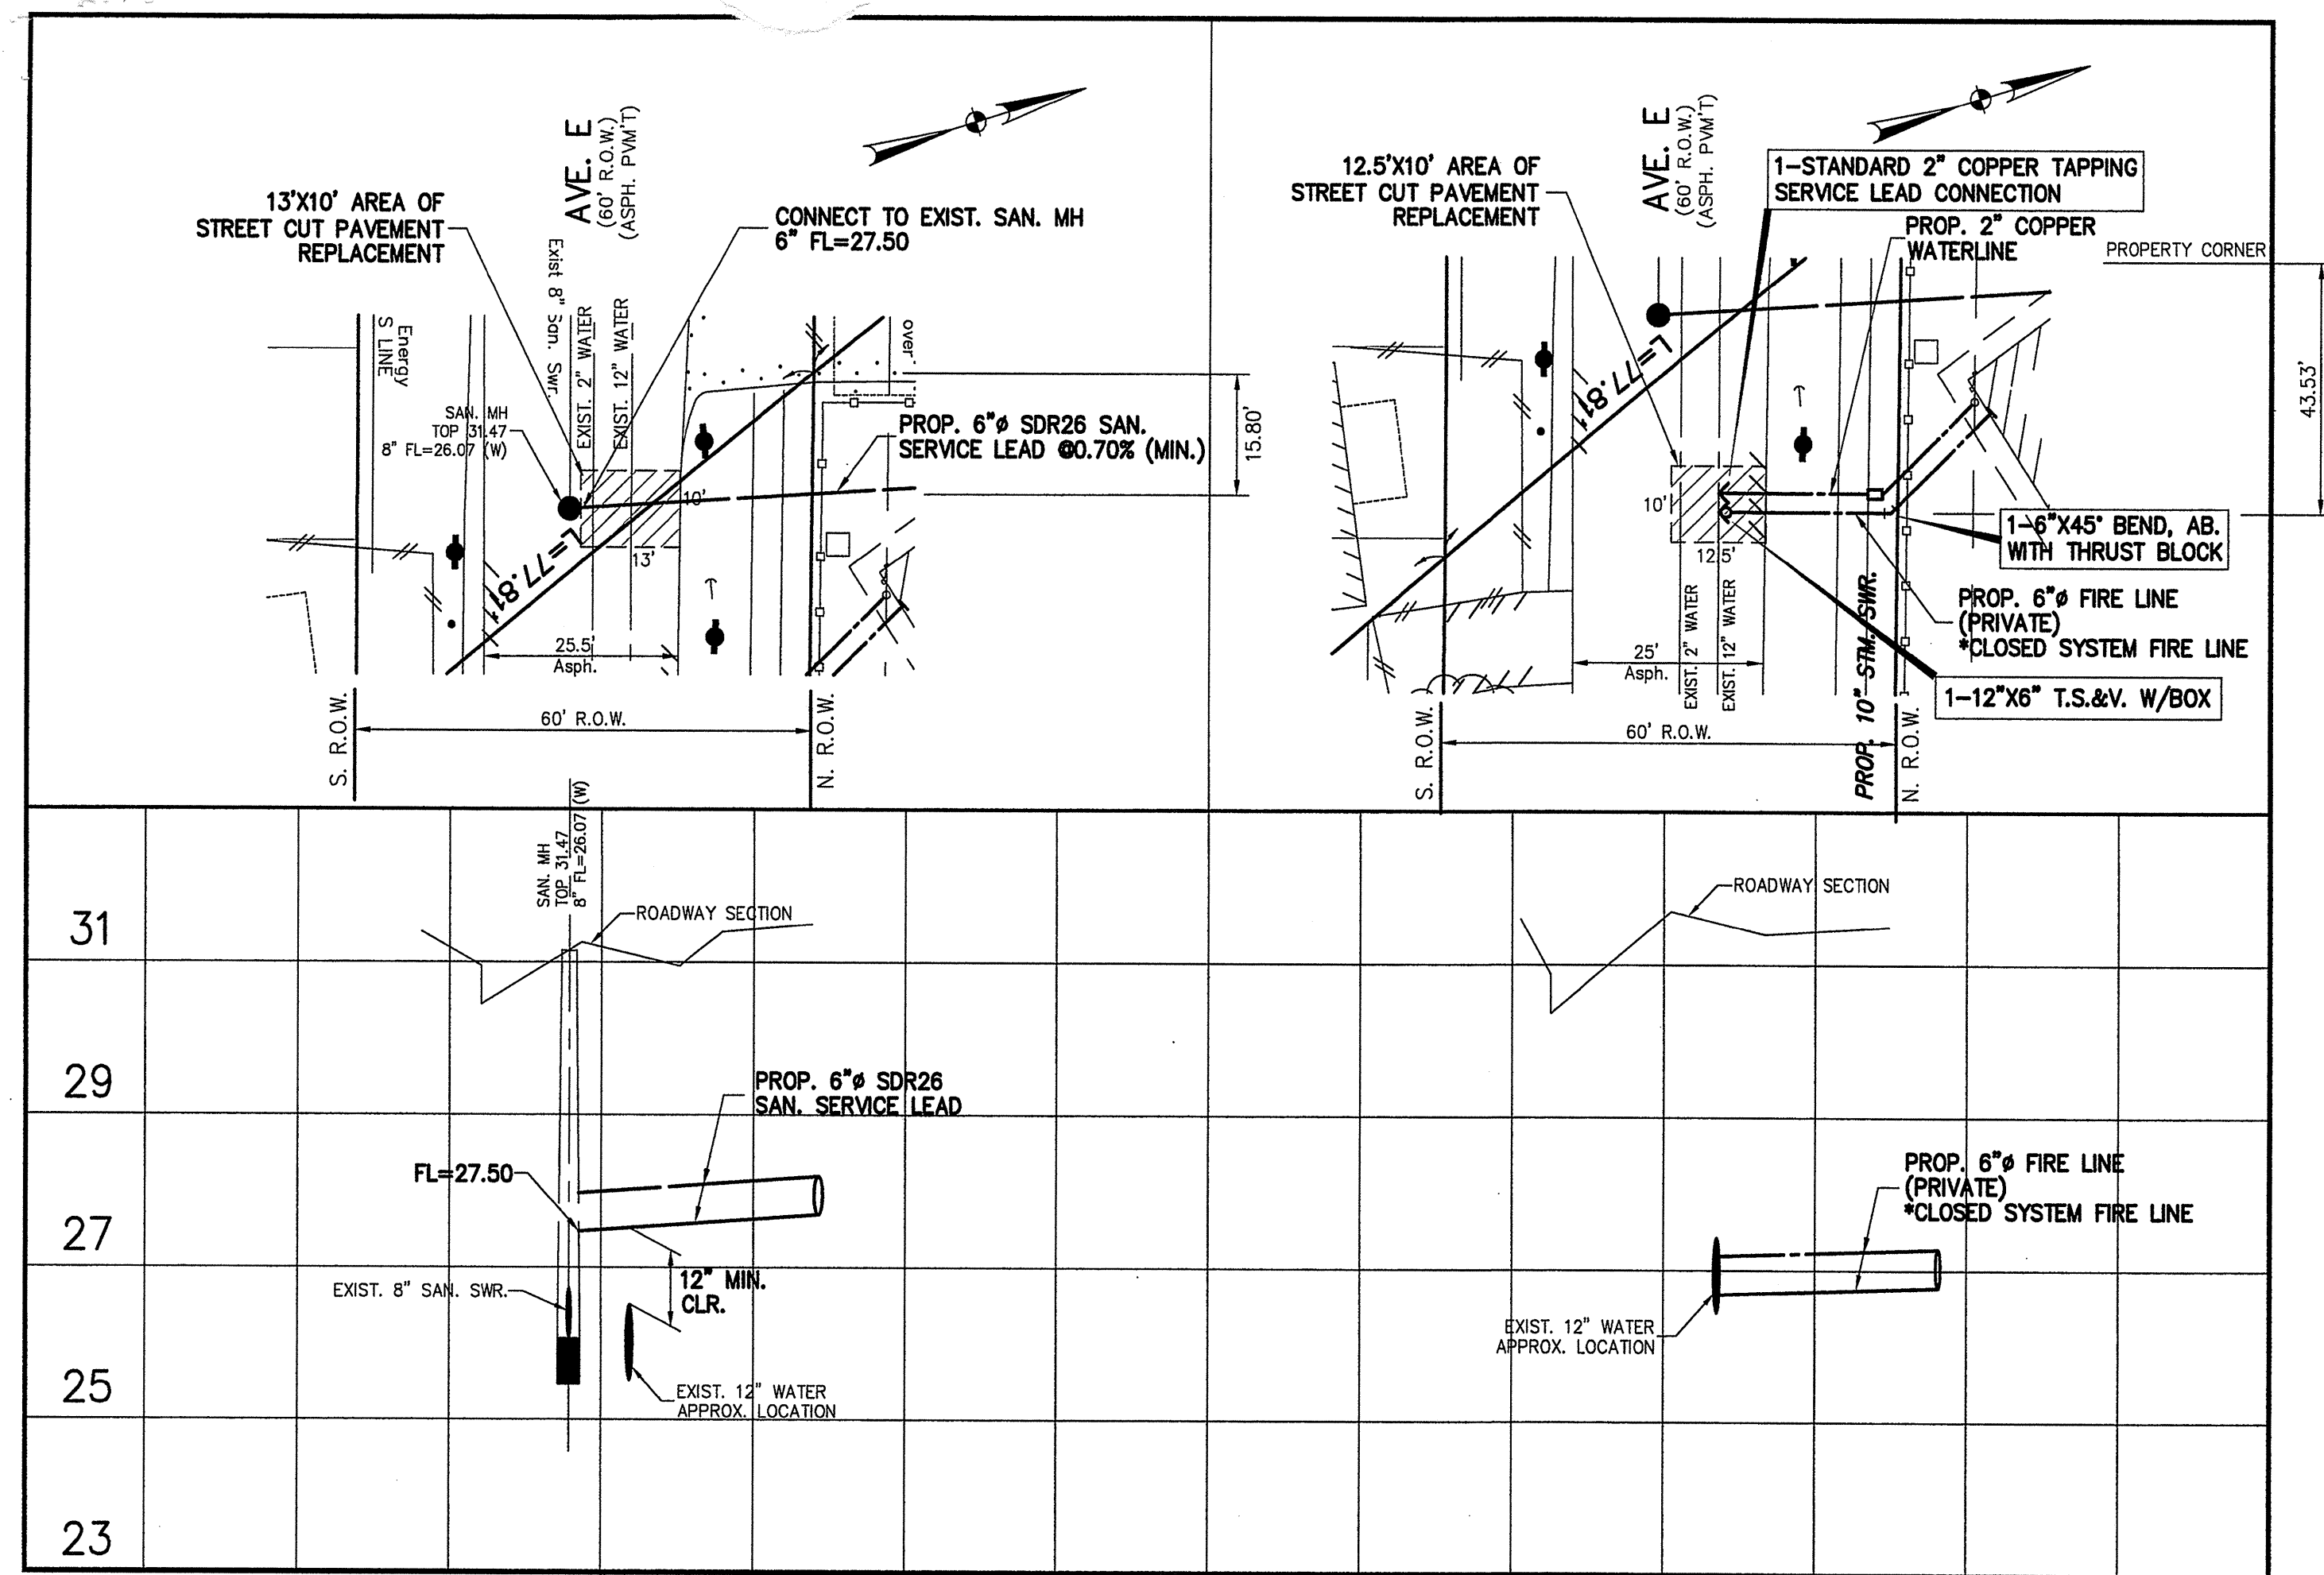 AVE. E
(60' R.O.W.)
(ASPH. PVM'T)
13'X10' AREA OF
STREET CUT PAVEMENT
REPLACEMENT
CONNECT TO EXIST. SAN. MH
6" FL=27.50
Exist 8" San. Swr.
EXIST. 2" WATER
EXIST. 12" WATER
Energy
S LINE
over
SAN. MH
TOP 31.47
8" FL=26.07 (W)
PROP. 6"ø SDR26 SAN.
SERVICE LEAD @0.70% (MIN.)
15.80'
10'
13'
L=77.81'
25.5'
Asph.
60' R.O.W.
S. R.O.W.
N. R.O.W.
AVE. E
(60' R.O.W.)
(ASPH. PVM'T)
12.5'X10' AREA OF
STREET CUT PAVEMENT
REPLACEMENT
1-STANDARD 2" COPPER TAPPING
SERVICE LEAD CONNECTION
PROP. 2" COPPER
WATERLINE
PROPERTY CORNER
43.53'
L=77.81'
10'
12.5'
1-6"X45° BEND, AB.
WITH THRUST BLOCK
PROP. 6"ø FIRE LINE
(PRIVATE)
*CLOSED SYSTEM FIRE LINE
1-12"X6" T.S.&V. W/BOX
25'
Asph.
EXIST. 2" WATER
EXIST. 12" WATER
PROP. 10" STM. SWR.
60' R.O.W.
S. R.O.W.
N. R.O.W.
SAN. MH
TOP 31.47
8" FL=26.07 (W)
31
ROADWAY SECTION
ROADWAY SECTION
29
PROP. 6"ø SDR26
SAN. SERVICE LEAD
FL=27.50
PROP. 6"ø FIRE LINE
(PRIVATE)
*CLOSED SYSTEM FIRE LINE
27
12" MIN.
CLR.
EXIST. 8" SAN. SWR.
EXIST. 12" WATER
APPROX. LOCATION
25
EXIST. 12" WATER
APPROX. LOCATION
23